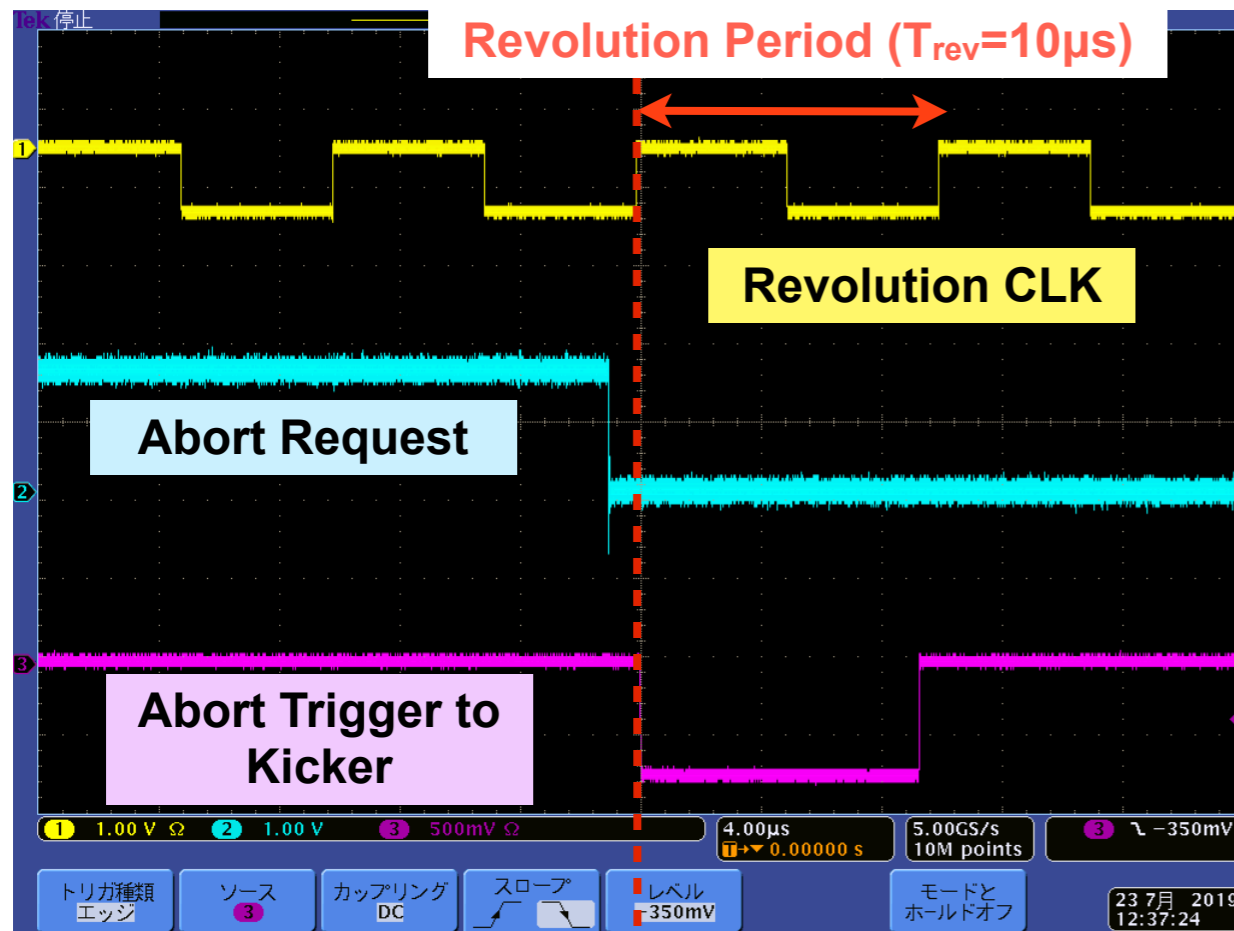 Tek 停止
Revolution Period (Trev=10μs)
1
Revolution CLK
Abort Request
2
3
Abort Trigger to
Kicker
1 1.00 V Ω 2 1.00 V 3 500mV Ω
4.00μs
T→▼ 0.00000 s
5.00GS/s
10M points
3 ∖ −350mV
トリガ種類
エッジ
ソース
3
カップリング
DC
スロープ
レベル
−350mV
モードと
ホールドオフ
23 7月 2019
12:37:24